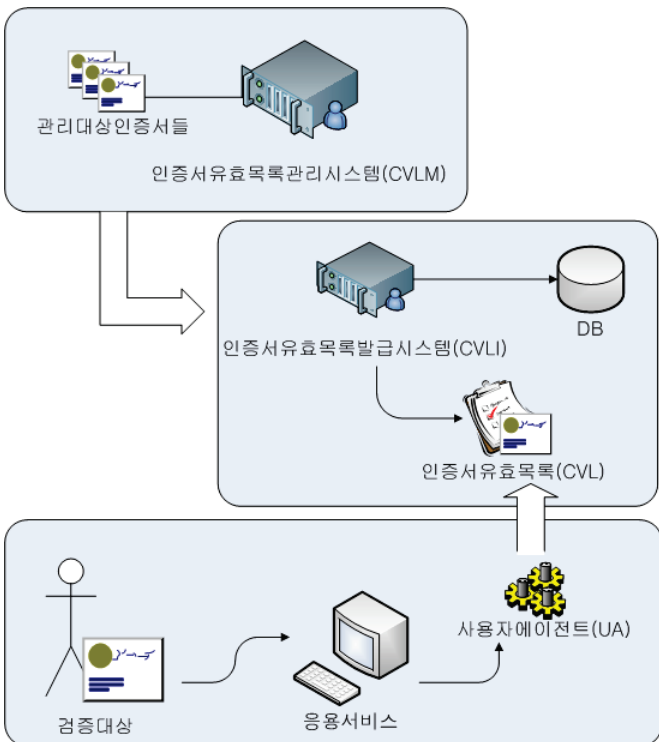 관리대상인증서들
인증서유효목록관리시스템(CVLM)
DB
인증서유효목록발급시스템(CVLI)
인증서유효목록(CVL)
사용자에이전트(UA)
검증대상
응용서비스